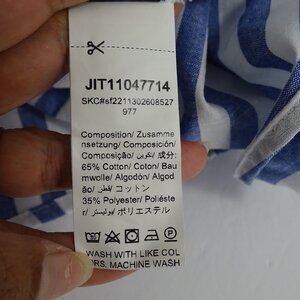 JIT11047714
SKC#sf2211302608527
977
Composition/ Zusamme
nsetzung/ Composición/
Composição/ تكوين/ 成分:
65% Cotton/ Coton/ Bau
mwolle/ Algodón/ Algod
ão/ قطن/ コットン
35% Polyester/ Poliéste
r/ بوليستر/ ポリエステル
WASH WITH LIKE COL
ORS. MACHINE WASH